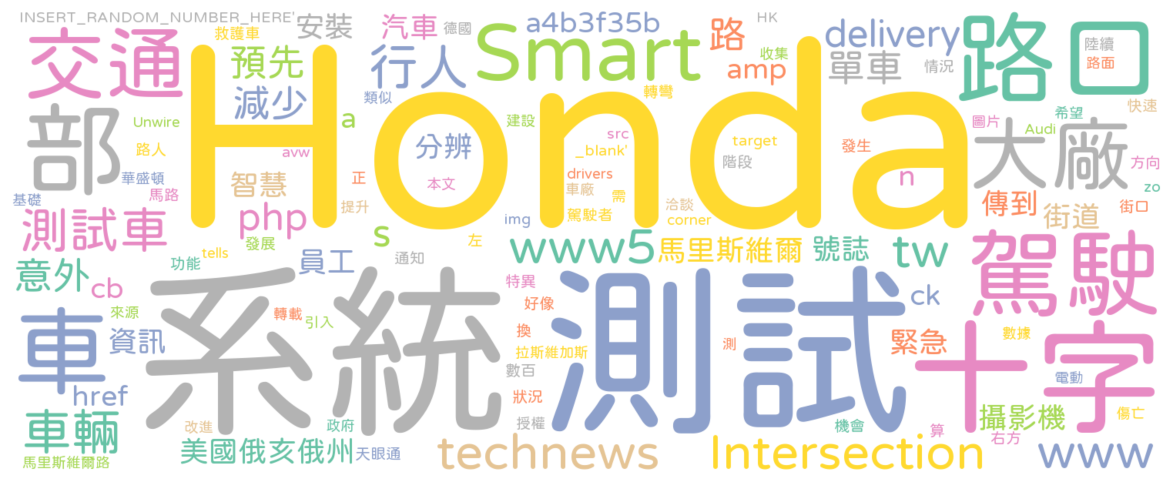 INSERT_RANDOM_NUMBER_HERE'
安裝
汽車
德國
a4b3f35b
HK
救護車
Smart
路
delivery
路口
陸續
交通
預先
行人
收集
amp
單車
情況
路面
減少
類似
轉彎
快速
部
Honda
Unwire
a
建設
圖片
Audi
希望
大廠
路人
avw
分辨
src
_blank'
target
階段
發生
方向
華盛頓
馬路
智慧
正
本文
drivers
車廠
需
n
zo
基礎
測試車
php
提升
img
駕駛者
洽談
corner
傳到
街道
街口
發展
s
左
tells
www5
馬里斯維爾
號誌
tw
駕駛
意外
功能
員工
通知
cb
系統
特異
測試
ck
來源
轉載
引入
好像
車
資訊
換
測
緊急
數據
十字
href
拉斯維加斯
數百
電動
車輛
狀況
改進
政府
授權
機會
算
攝影機
傷亡
馬里斯維爾路
美國俄亥俄州
天眼通
technews
Intersection
右方
www